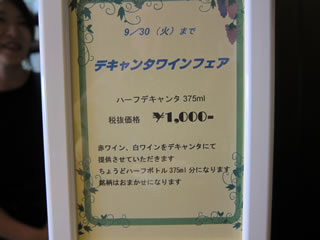 9/30（火）まで
デキャンタワインフェア
ハーフデキャンタ 375ml
税抜価格 ¥1,000-
赤ワイン、白ワインをデキャンタにて
提供させていただきます
ちょうどハーフボトル375ml 分になります
銘柄はおまかせになります